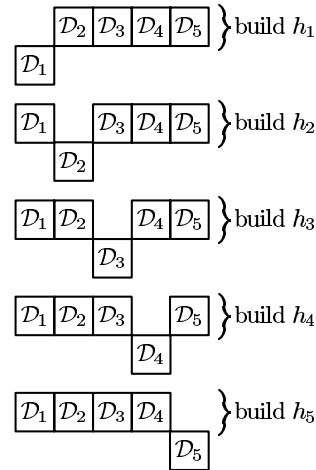 𝒟₂ 𝒟₃ 𝒟₄ 𝒟₅ } build h₁
𝒟₁
𝒟₁ 𝒟₃ 𝒟₄ 𝒟₅ } build h₂
𝒟₂
𝒟₁ 𝒟₂ 𝒟₄ 𝒟₅ } build h₃
𝒟₃
𝒟₁ 𝒟₂ 𝒟₃ 𝒟₅ } build h₄
𝒟₄
𝒟₁ 𝒟₂ 𝒟₃ 𝒟₄ } build h₅
𝒟₅